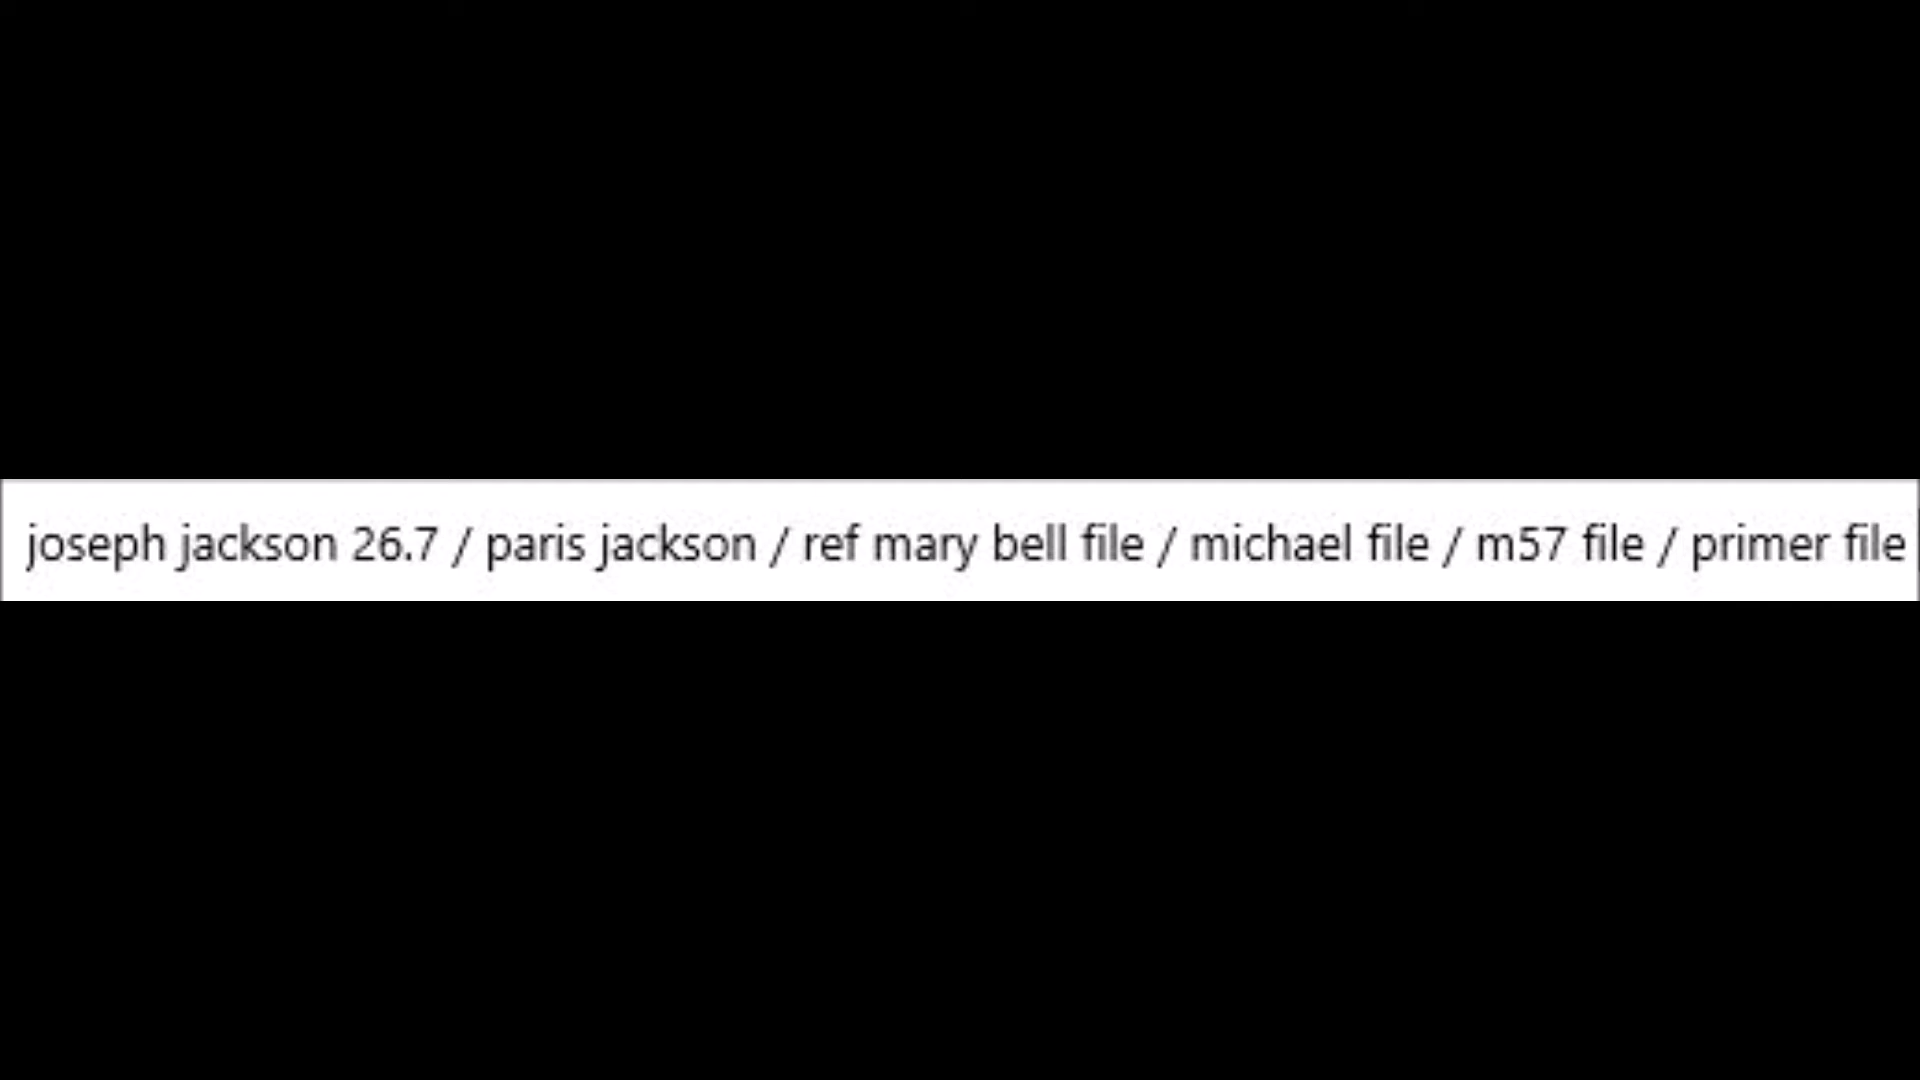 joseph jackson 26.7 / paris jackson / ref mary bell file / michael file / m57 file / primer file